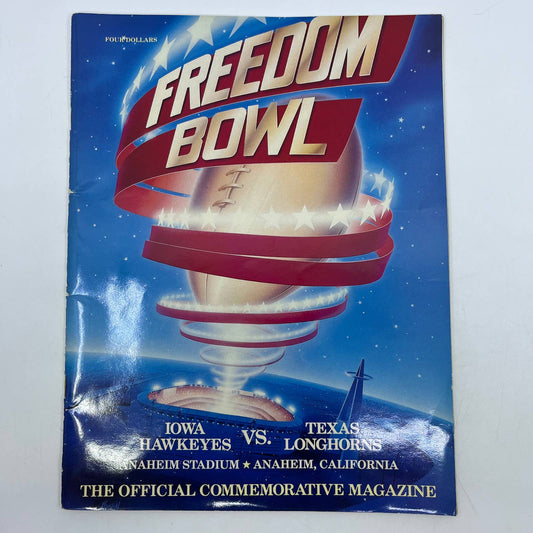 FOUR DOLLARS
FREEDOM
BOWL
IOWA
HAWKEYES
VS.
TEXAS
LONGHORNS
ANAHEIM STADIUM ★ ANAHEIM, CALIFORNIA
THE OFFICIAL COMMEMORATIVE MAGAZINE